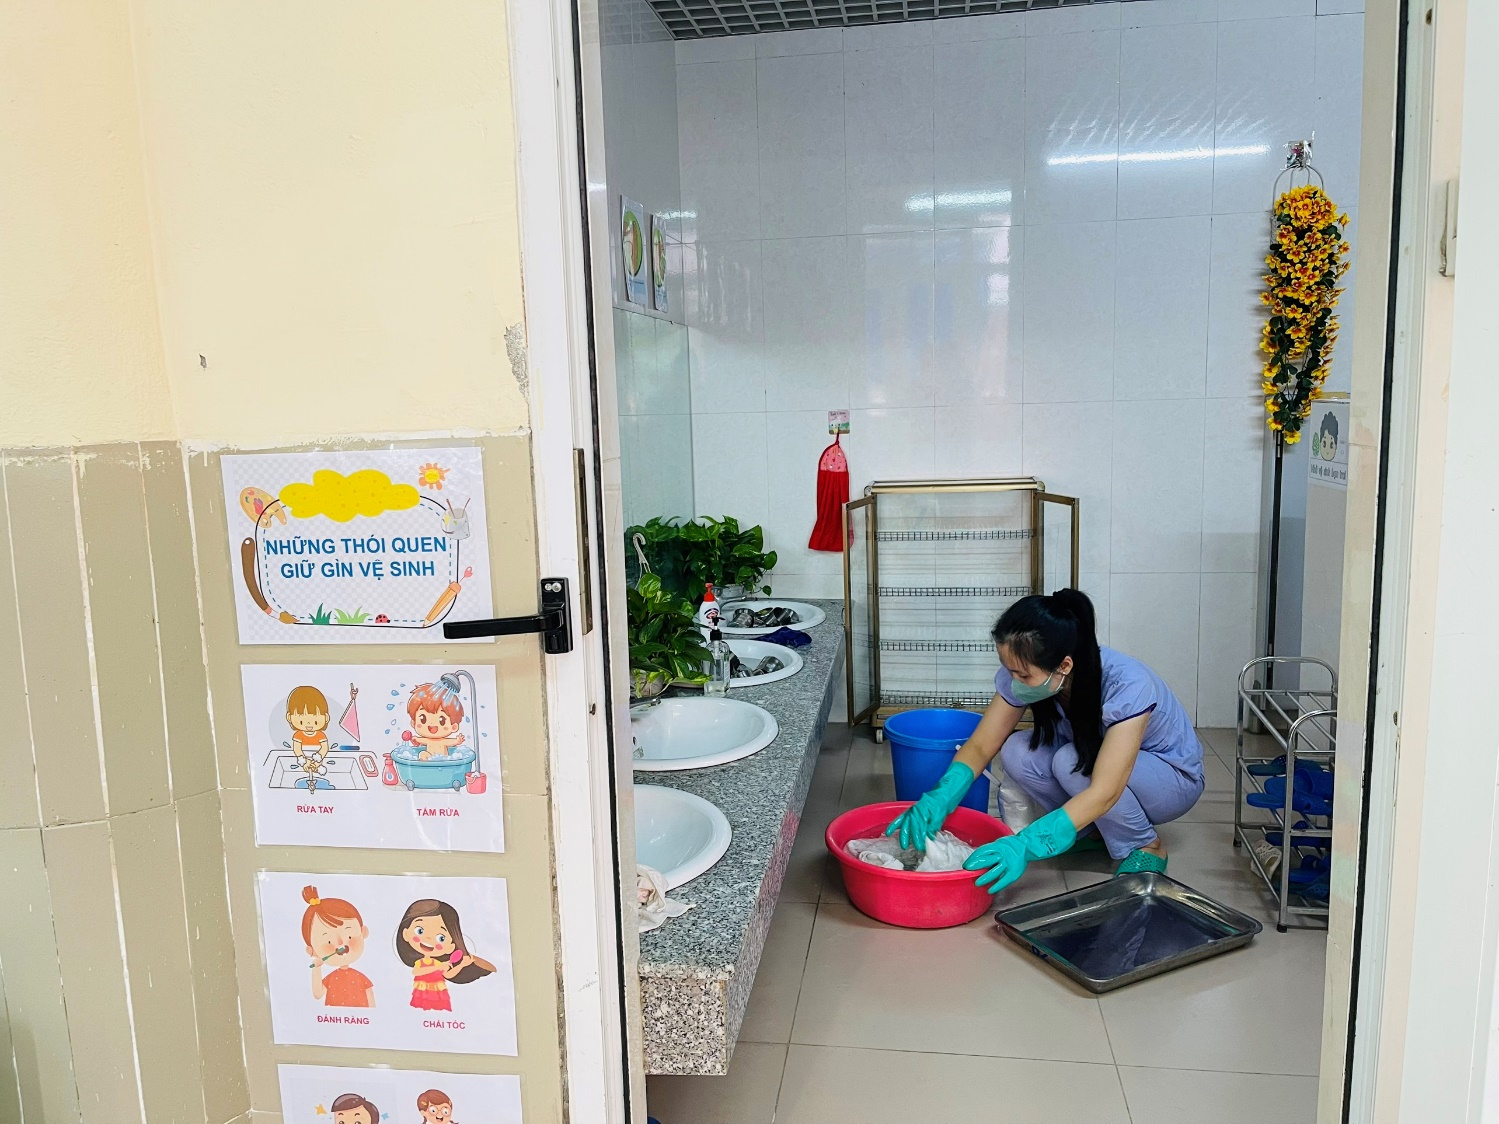 NHỮNG THÓI QUEN
GIỮ GÌN VỆ SINH
RỬA TAY
TẮM RỬA
ĐÁNH RĂNG
CHẢI TÓC